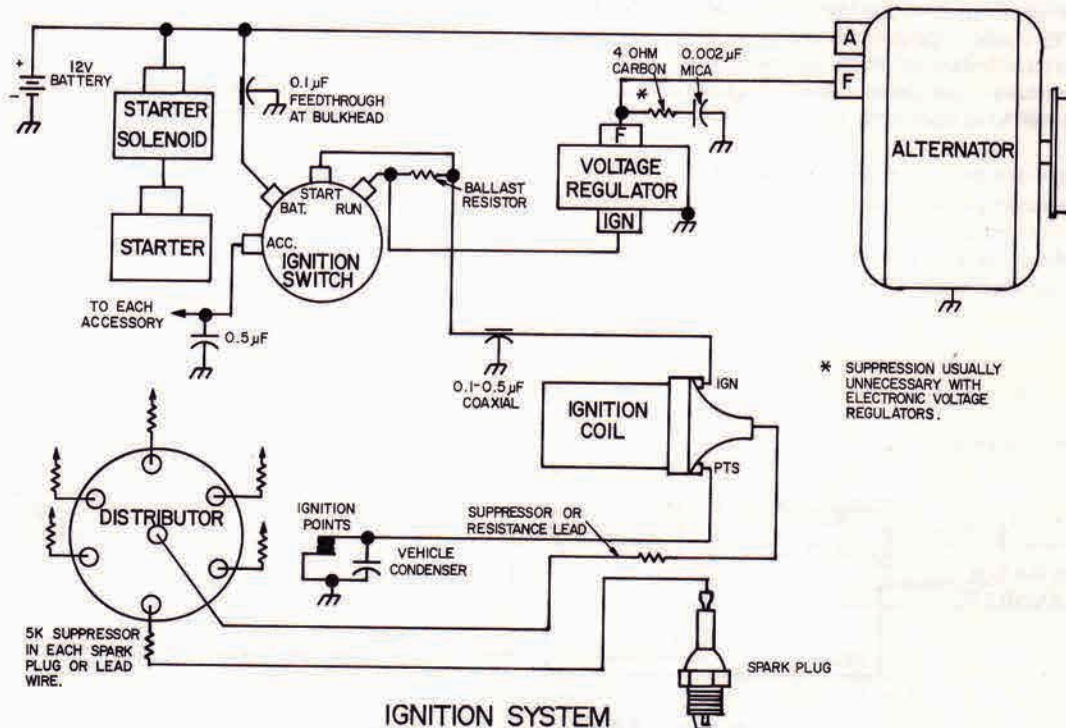 +
-
12V
BATTERY
STARTER
SOLENOID
STARTER
0.1µF
FEEDTHROUGH
AT BULKHEAD
START
BAT.
RUN
ACC.
IGNITION
SWITCH
BALLAST
RESISTOR
TO EACH
ACCESSORY
0.5µF
4 OHM
CARBON
*
0.002µF
MICA
F
VOLTAGE
REGULATOR
IGN
A
F
ALTERNATOR
* SUPPRESSION USUALLY
UNNECESSARY WITH
ELECTRONIC VOLTAGE
REGULATORS.
0.1-0.5µF
COAXIAL
IGNITION
COIL
IGN
PTS
DISTRIBUTOR
IGNITION
POINTS
VEHICLE
CONDENSER
SUPPRESSOR OR
RESISTANCE LEAD
5K SUPPRESSOR
IN EACH SPARK
PLUG OR LEAD
WIRE.
SPARK PLUG
IGNITION SYSTEM